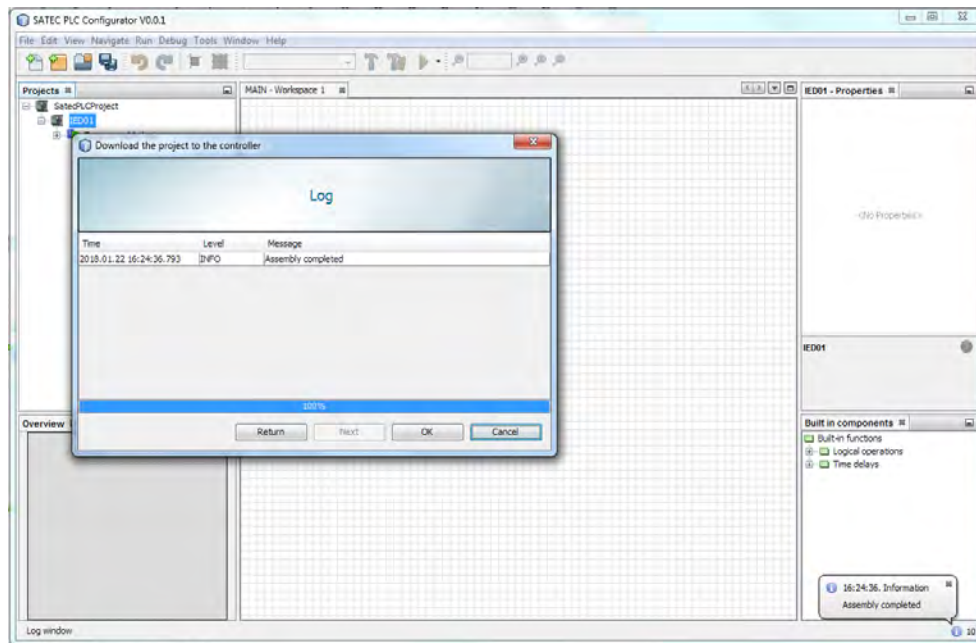 SATEC PLC Configurator V0.0.1
File Edit View Navigate Run Debug Tools Window Help
Projects
MAIN - Workspace 1
IED01 - Properties
SatecPLCProject
IED01
Download the project to the controller
Log
<No Properties>
Time Level Message
2018.01.22 16:24:36.793 INFO Assembly completed
IED01
100%
Return Next OK Cancel
Overview
Built in components
Built-in functions
Logical operations
Time delays
16:24:36. Information
Assembly completed
Log window